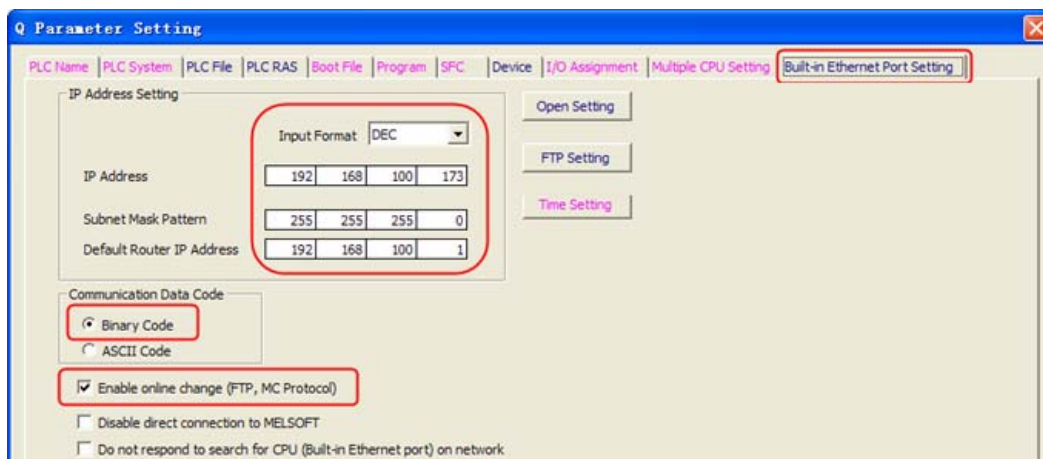 Q Parameter Setting
PLC Name PLC System PLC File PLC RAS Boot File Program SFC Device I/O Assignment Multiple CPU Setting Built-in Ethernet Port Setting
IP Address Setting
Open Setting
Input Format DEC
FTP Setting
IP Address 192 168 100 173
Time Setting
Subnet Mask Pattern 255 255 255 0
Default Router IP Address 192 168 100 1
Communication Data Code
Binary Code
ASCII Code
Enable online change (FTP, MC Protocol)
Disable direct connection to MELSOFT
Do not respond to search for CPU (Built-in Ethernet port) on network